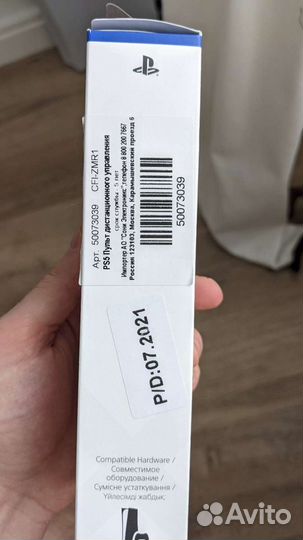 Арт. 50073039 CFI-ZMR1
PS5 Пульт дистанционного управления
срок службы: 5 лет
Импортер АО "Сони Электроникс",телефон 8 800 200 7667
Россия 123103, Москва, Карамышевский проезд 6
50073039
P/D:07.2021
Compatible Hardware /
Совместимое
оборудование /
Сумісне устаткування /
Үйлесімді жабдық
Avito